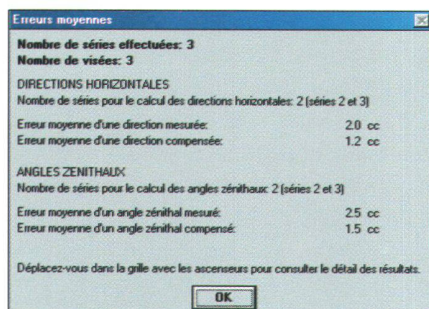 Erreurs moyennes
Nombre de séries effectuées: 3
Nombre de visées: 3
DIRECTIONS HORIZONTALES
Nombre de séries pour le calcul des directions horizontales: 2 (séries 2 et 3)
Erreur moyenne d'une direction mesurée: 2.0 cc
Erreur moyenne d'une direction compensée: 1.2 cc
ANGLES ZENITHAUX
Nombre de séries pour le calcul des angles zénithaux: 2 (séries 2 et 3)
Erreur moyenne d'un angle zénithal mesuré: 2.5 cc
Erreur moyenne d'un angle zénithal compensé: 1.5 cc
Déplacez-vous dans la grille avec les ascenseurs pour consulter le détail des résultats.
OK